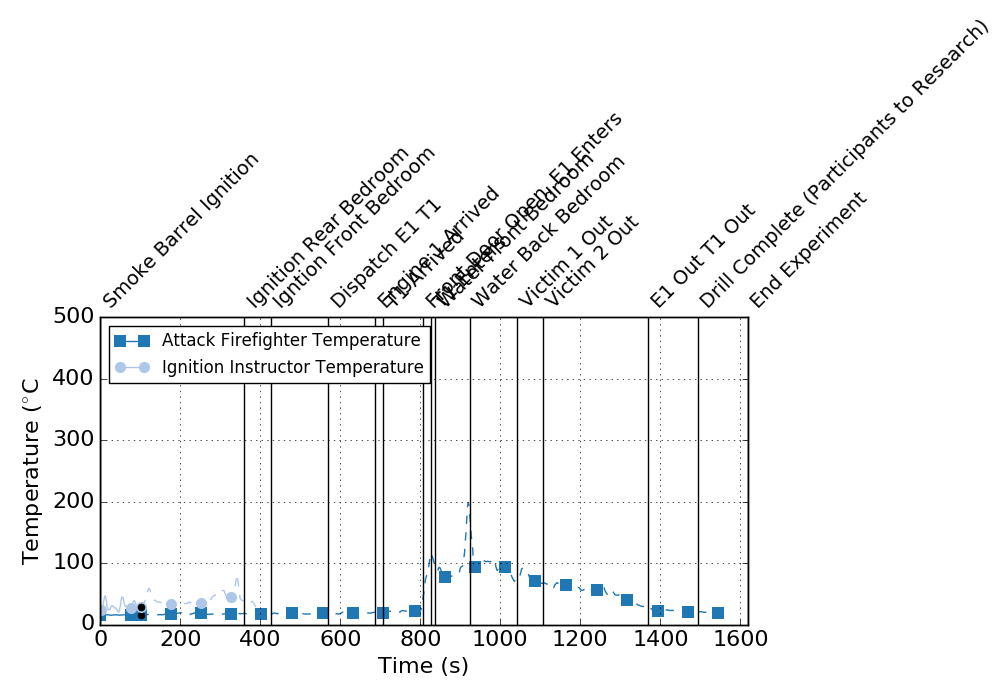 Smoke Barrel Ignition
Ignition Rear Bedroom
Igntion Front Bedroom
Dispatch E1 T1
Engine 1 Arrived
T1 Arrived
Front Door Open, E1 Enters
Water Front Bedroom
Water Back Bedroom
Victim 1 Out
Victim 2 Out
E1 Out T1 Out
Drill Complete (Participants to Research)
End Experiment
500
400
300
200
100
0
Temperature (°C
Attack Firefighter Temperature
Ignition Instructor Temperature
0 200 400 600 800 1000 1200 1400 1600
Time (s)